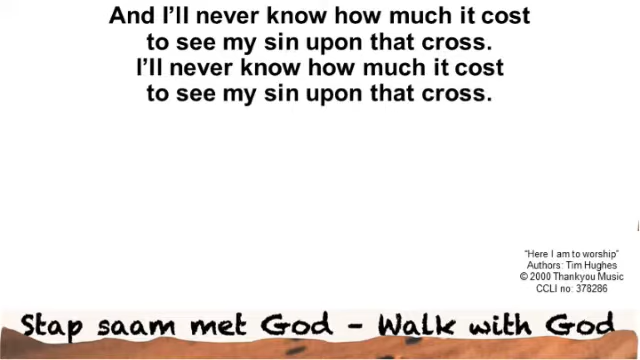 And I'll never know how much it cost
to see my sin upon that cross.
I'll never know how much it cost
to see my sin upon that cross.
"Here I am to worship"
Authors: Tim Hughes
© 2000 Thankyou Music
CCLI no: 378286
Stap saam met God - Walk with God